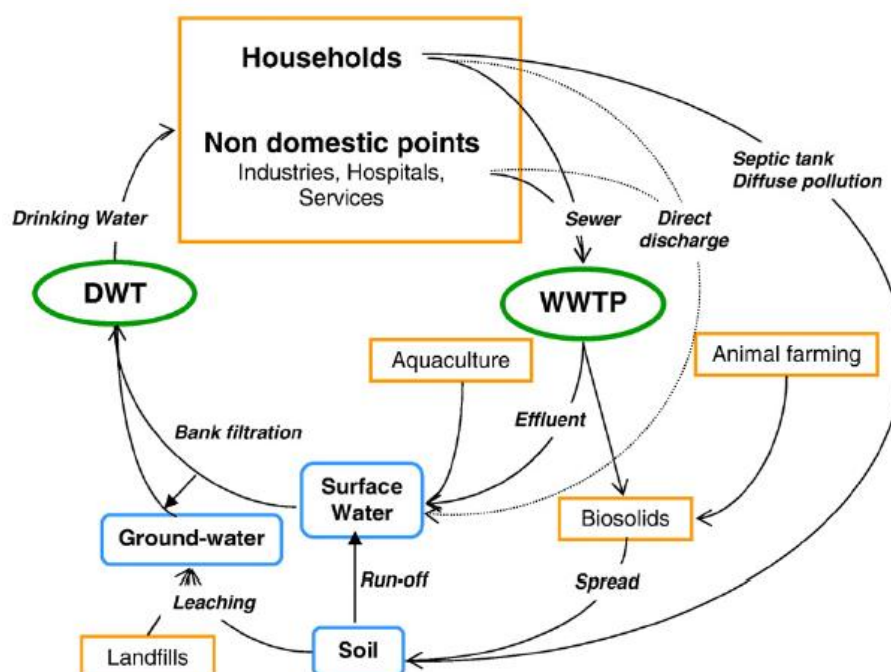 Households
Non domestic points
Industries, Hospitals,
Services
Septic tank
Diffuse pollution
Drinking Water
Sewer
Direct
discharge
DWT
WWTP
Aquaculture
Animal farming
Effluent
Bank filtration
Surface
Water
Biosolids
Ground-water
Run-off
Spread
Leaching
Landfills
Soil